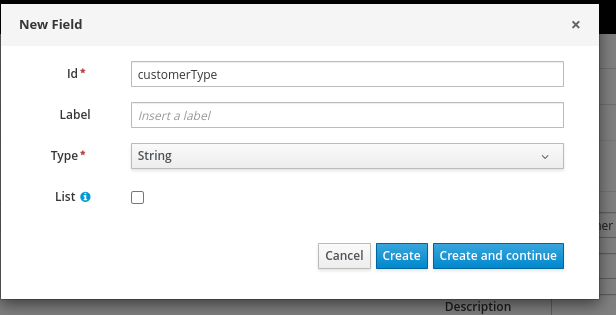 New Field ×
Id * customerType
Label Insert a label
Type * String
List
Cancel Create Create and continue
Description